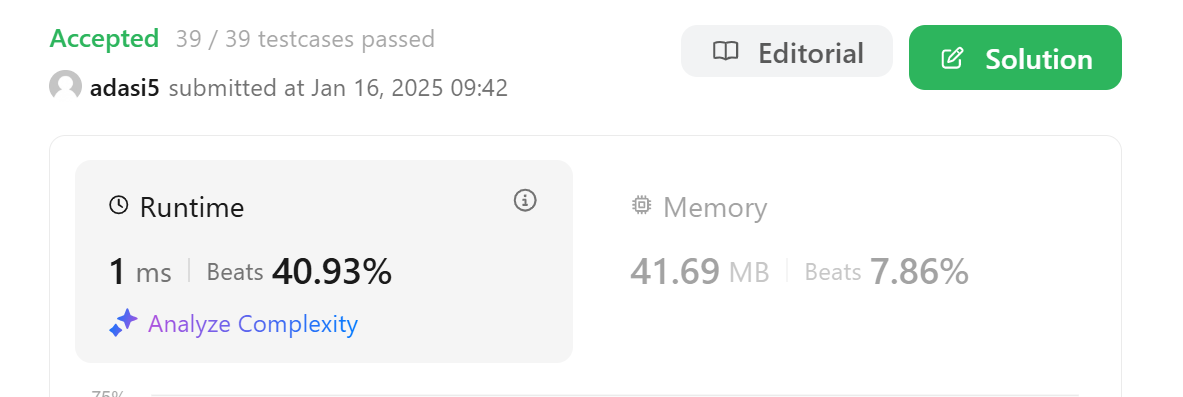 Accepted 39 / 39 testcases passed
Editorial
Solution
adasi5 submitted at Jan 16, 2025 09:42
Runtime
1 ms Beats 40.93%
Analyze Complexity
Memory
41.69 MB Beats 7.86%
75%